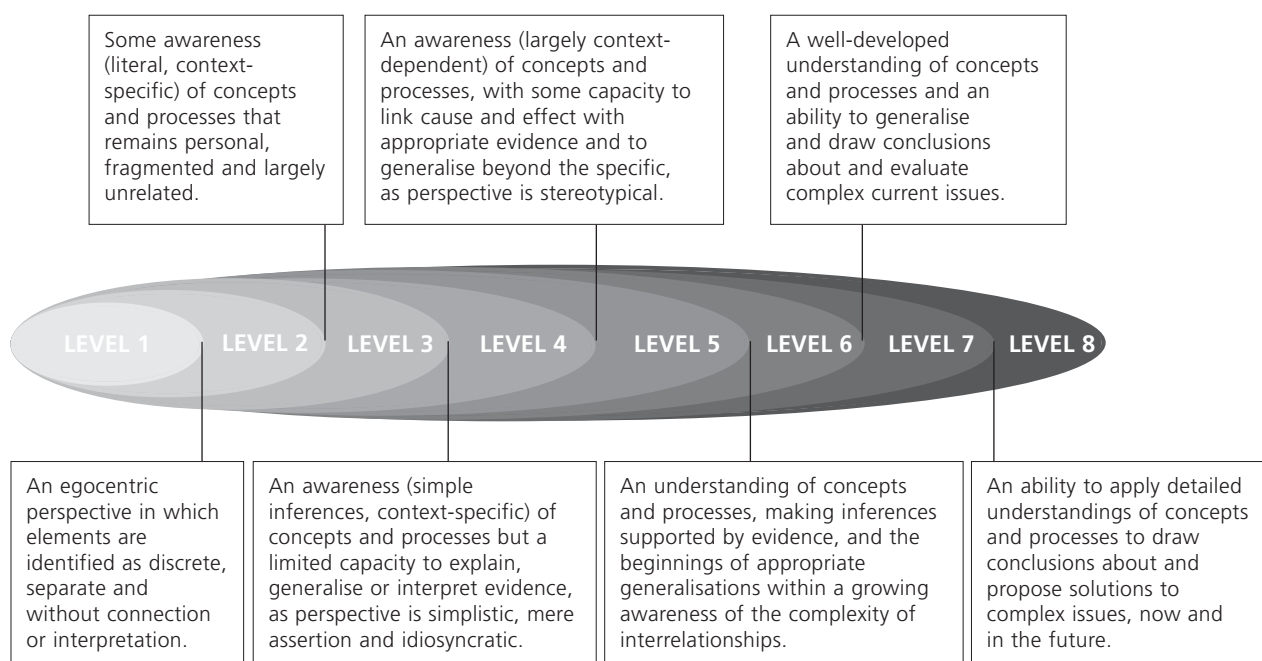 Some awareness
(literal, context-
specific) of concepts
and processes that
remains personal,
fragmented and largely
unrelated.
An awareness (largely context-
dependent) of concepts and
processes, with some capacity to
link cause and effect with
appropriate evidence and to
generalise beyond the specific,
as perspective is stereotypical.
A well-developed
understanding of concepts
and processes and an
ability to generalise
and draw conclusions
about and evaluate
complex current issues.
LEVEL 1
LEVEL 2
LEVEL 3
LEVEL 4
LEVEL 5
LEVEL 6
LEVEL 7
LEVEL 8
An egocentric
perspective in which
elements are
identified as discrete,
separate and
without connection
or interpretation.
An awareness (simple
inferences, context-specific) of
concepts and processes but a
limited capacity to explain,
generalise or interpret evidence,
as perspective is simplistic, mere
assertion and idiosyncratic.
An understanding of concepts
and processes, making inferences
supported by evidence, and the
beginnings of appropriate
generalisations within a growing
awareness of the complexity of
interrelationships.
An ability to apply detailed
understandings of concepts
and processes to draw
conclusions about and
propose solutions to
complex issues, now and
in the future.